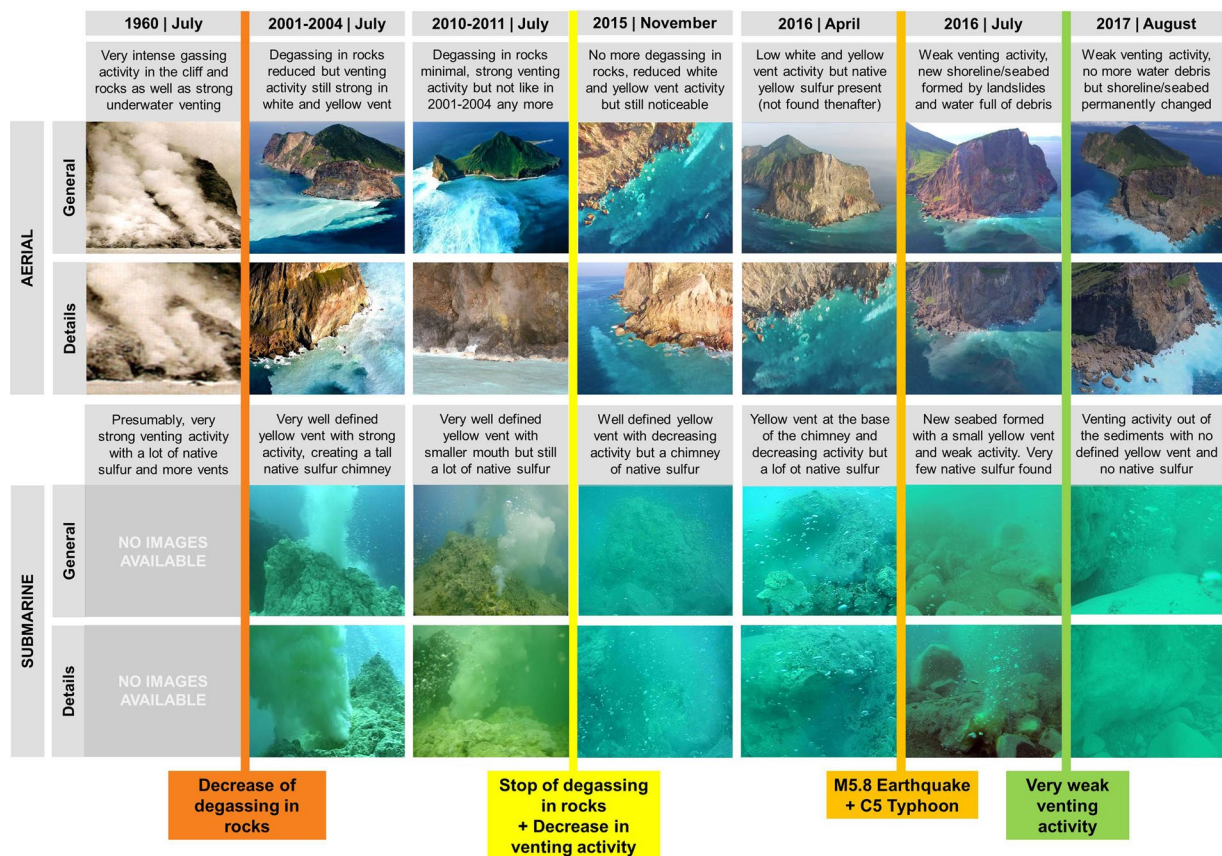 1960 | July
2001-2004 | July
2010-2011 | July
2015 | November
2016 | April
2016 | July
2017 | August
Very intense gassing
activity in the cliff and
rocks as well as strong
underwater venting
Degassing in rocks
reduced but venting
activity still strong in
white and yellow vent
Degassing in rocks
minimal, strong venting
activity but not like in
2001-2004 any more
No more degassing in
rocks, reduced white
and yellow vent activity
but still noticeable
Low white and yellow
vent activity but native
yellow sulfur present
(not found thenafter)
Weak venting activity,
new shoreline/seabed
formed by landslides
and water full of debris
Weak venting activity,
no more water debris
but shoreline/seabed
permanently changed
AERIAL
General
Details
Presumably, very
strong venting activity
with a lot of native
sulfur and more vents
Very well defined
yellow vent with strong
activity, creating a tall
native sulfur chimney
Very well defined
yellow vent with
smaller mouth but still
a lot of native sulfur
Well defined yellow
vent with decreasing
activity but a chimney
of native sulfur
Yellow vent at the base
of the chimney and
decreasing activity but
a lof ot native sulfur
New seabed formed
with a small yellow vent
and weak activity. Very
few native sulfur found
Venting activity out of
the sediments with no
defined yellow vent and
no native sulfur
SUBMARINE
General
NO IMAGES
AVAILABLE
Details
NO IMAGES
AVAILABLE
Decrease of
degassing in
rocks
Stop of degassing
in rocks
+ Decrease in
venting activity
M5.8 Earthquake
+ C5 Typhoon
Very weak
venting
activity